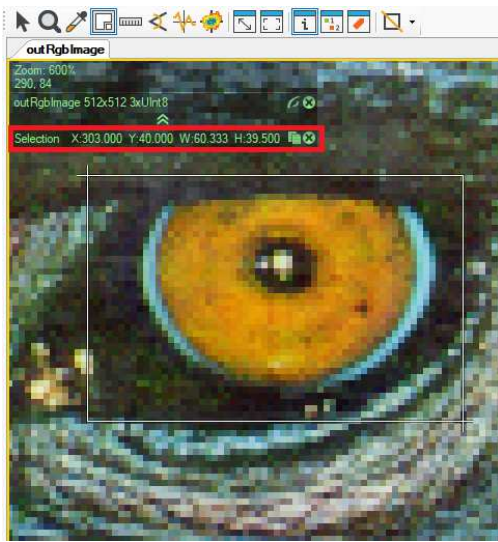 outRgbImage
Zoom: 600%
290, 84
outRgbImage 512x512 3xUInt8
Selection X:303.000 Y:40.000 W:60.333 H:39.500